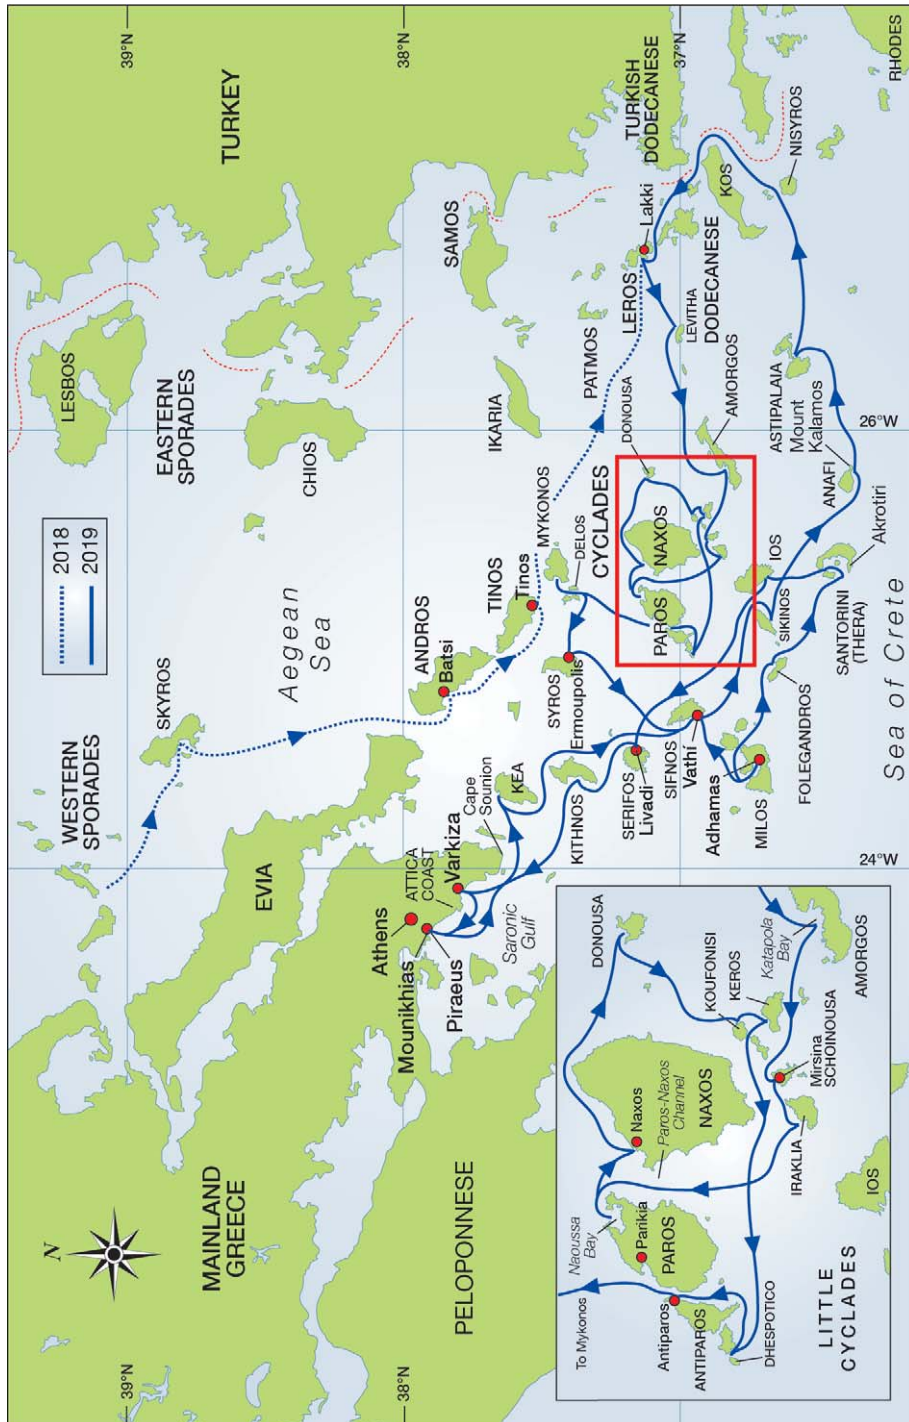 39°N
38°N
37°N
TURKEY
TURKISH
DODECANESE
RHODES
NISYROS
KOS
Lakki
LEROS
LEVITHA
DODECANESE
SAMOS
PATMOS
IKARIA
LESBOS
EASTERN
SPORADES
CHIOS
26°W
DONOUSA
AMORGOS
ASTIPALAIA
Mount
Kalamos
ANAFI
Akrotiri
2018
2019
Aegean
Sea
MYKONOS
DELOS
CYCLADES
NAXOS
PAROS
IOS
SIKINOS
SANTORINI
(THERA)
Sea of Crete
TINOS
Tinos
ANDROS
Batsi
SYROS
Ermoupolis
WESTERN
SPORADES
SKYROS
KEA
Cape
Sounion
KITHNOS
SERIFOS
Livadi
SIFNOS
Vathi
Adhamas
MILOS
FOLEGANDROS
24°W
EVIA
Athens
ATTICA
COAST
Varkiza
Mounikhias
Piraeus
Saronic
Gulf
N
MAINLAND
GREECE
PELOPONNESE
39°N
38°N
DONOUSA
KOUFONISI
KEROS
Katapola
Bay
AMORGOS
Mirsina
SCHOINOUSA
Naxos
Paros-Naxos
Channel
NAXOS
IRAKLIA
IOS
Naoussa
Bay
Parikia
PAROS
To Mykonos
Antiparos
ANTIPAROS
DHESPOTICO
LITTLE
CYCLADES